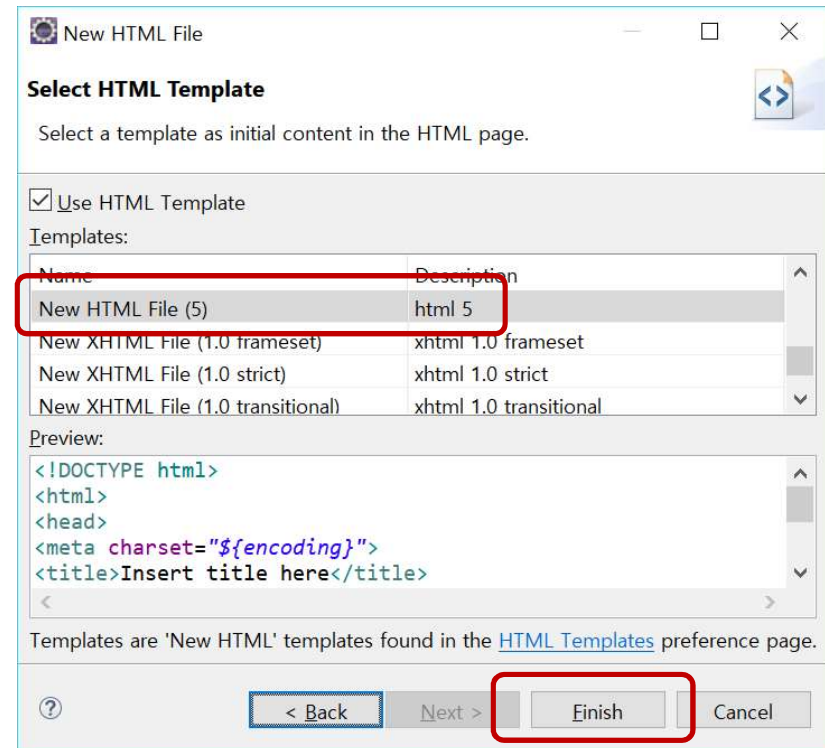 New HTML File
Select HTML Template
Select a template as initial content in the HTML page.
Use HTML Template
Templates:
Name Description
New HTML File (5) html 5
New XHTML File (1.0 frameset) xhtml 1.0 frameset
New XHTML File (1.0 strict) xhtml 1.0 strict
New XHTML File (1.0 transitional) xhtml 1.0 transitional
Preview:
<!DOCTYPE html>
<html>
<head>
<meta charset="${encoding}">
<title>Insert title here</title>
Templates are 'New HTML' templates found in the HTML Templates preference page.
? < Back Next > Finish Cancel